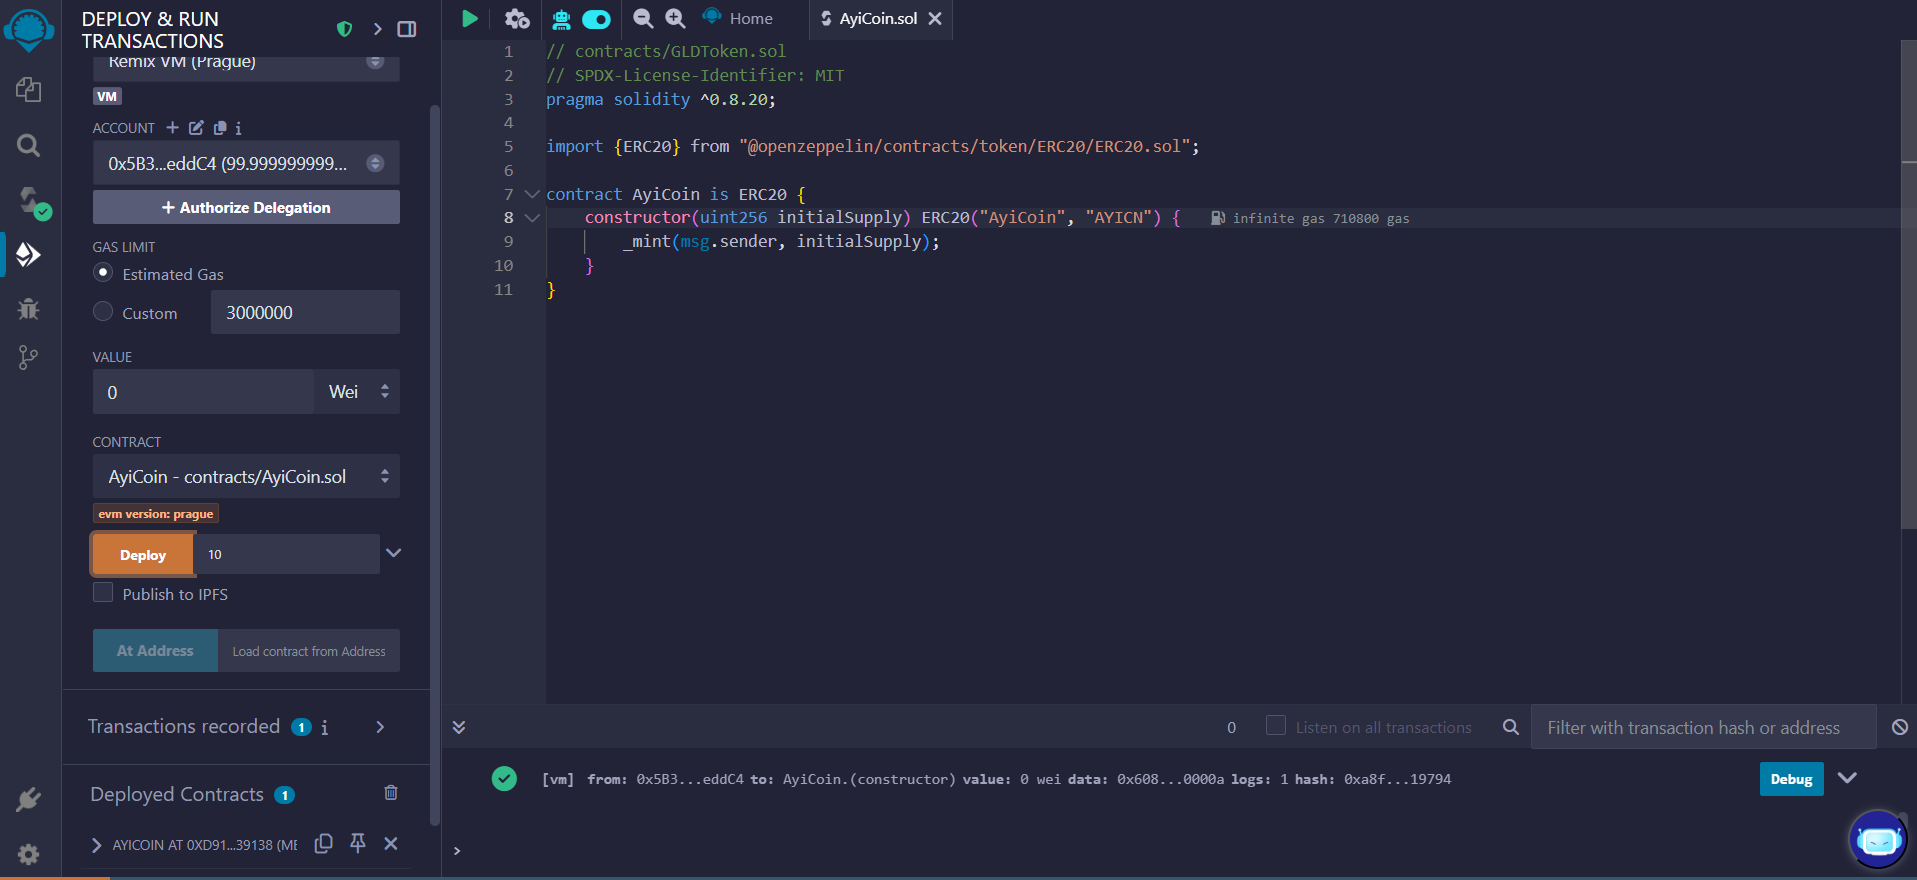 DEPLOY & RUN
TRANSACTIONS
Remix VM (Prague)
VM
ACCOUNT
0x5B3...eddC4 (99.999999999...
Authorize Delegation
GAS LIMIT
Estimated Gas
Custom
3000000
VALUE
0
Wei
CONTRACT
AyiCoin - contracts/AyiCoin.sol
evm version: prague
Deploy
10
Publish to IPFS
At Address
Load contract from Address
Transactions recorded 1 i
Deployed Contracts 1
AYICOIN AT 0XD91...39138 (ME
Home
AyiCoin.sol
1 // contracts/GLDToken.sol
2 // SPDX-License-Identifier: MIT
3 pragma solidity ^0.8.20;
4
5 import {ERC20} from "@openzeppelin/contracts/token/ERC20/ERC20.sol";
6
7 contract AyiCoin is ERC20 {
8 constructor(uint256 initialSupply) ERC20("AyiCoin", "AYICN") { infinite gas 710800 gas
9 _mint(msg.sender, initialSupply);
10 }
11 }
0
Listen on all transactions
Filter with transaction hash or address
[vm] from: 0x5B3...eddC4 to: AyiCoin.(constructor) value: 0 wei data: 0x608...0000a logs: 1 hash: 0xa8f...19794
Debug
>